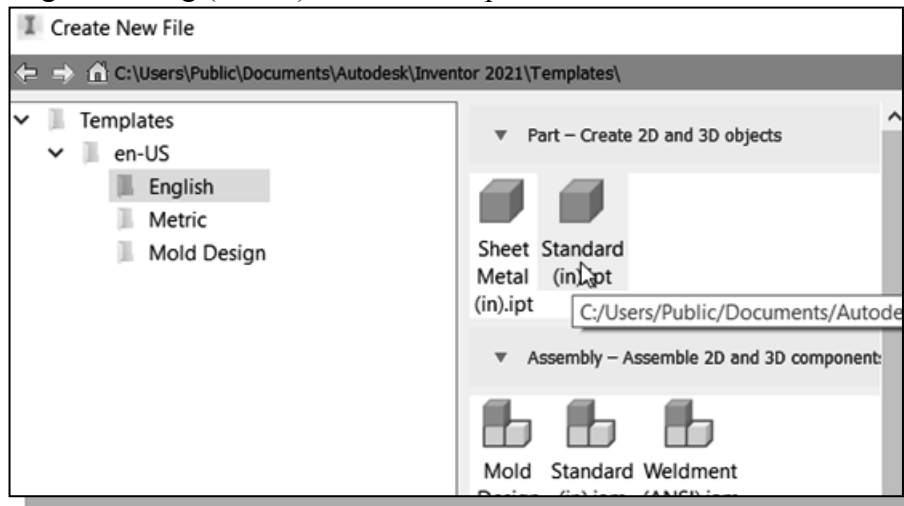 Create New File
C:\Users\Public\Documents\Autodesk\Inventor 2021\Templates\
Templates
en-US
English
Metric
Mold Design
Part – Create 2D and 3D objects
Sheet Standard
Metal (in).ipt
(in).ipt
C:/Users/Public/Documents/Autode
Assembly – Assemble 2D and 3D component
Mold Standard Weldment